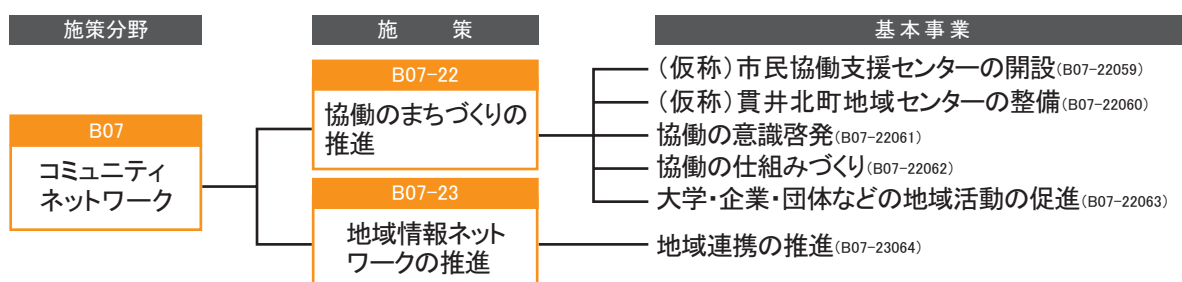 施策分野
施策
基本事業
B07
コミュニティ
ネットワーク
B07-22
協働のまちづくりの
推進
B07-23
地域情報ネット
ワークの推進
(仮称)市民協働支援センターの開設(B07-22059)
(仮称)貫井北町地域センターの整備(B07-22060)
協働の意識啓発(B07-22061)
協働の仕組みづくり(B07-22062)
大学・企業・団体などの地域活動の促進(B07-22063)
地域連携の推進(B07-23064)